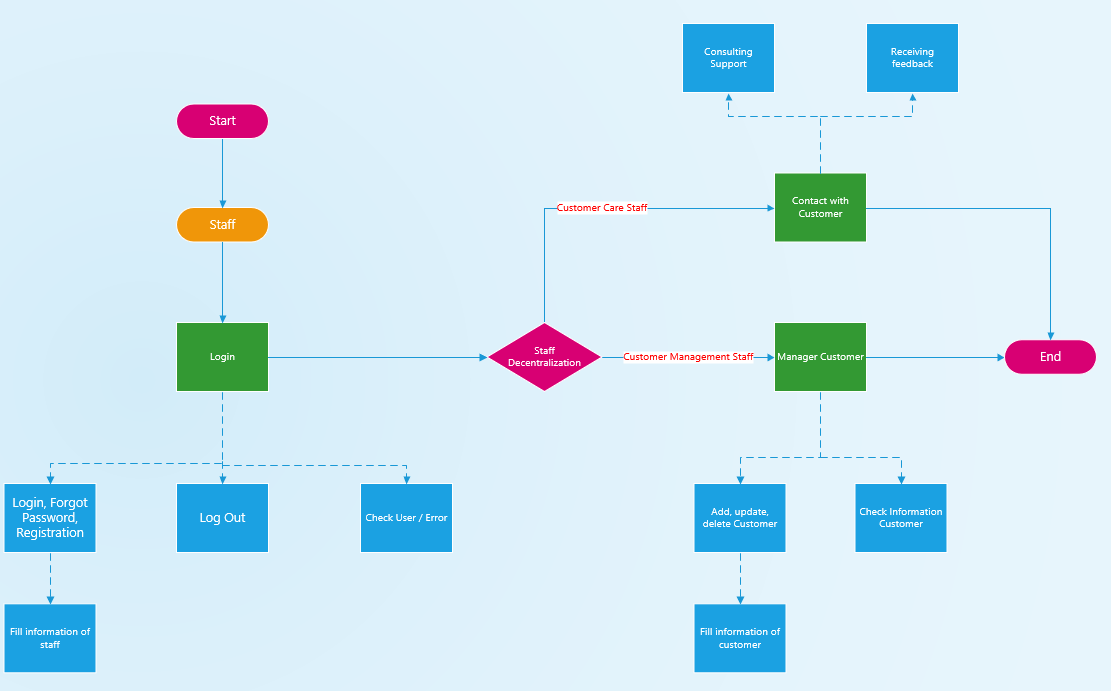 Consulting
Support
Receiving
feedback
Start
Staff
Customer Care Staff
Contact with
Customer
Login
Staff
Decentralization
Customer Management Staff
Manager Customer
End
Login, Forgot
Password,
Registration
Log Out
Check User / Error
Add, update,
delete Customer
Check Information
Customer
Fill information of
staff
Fill information of
customer